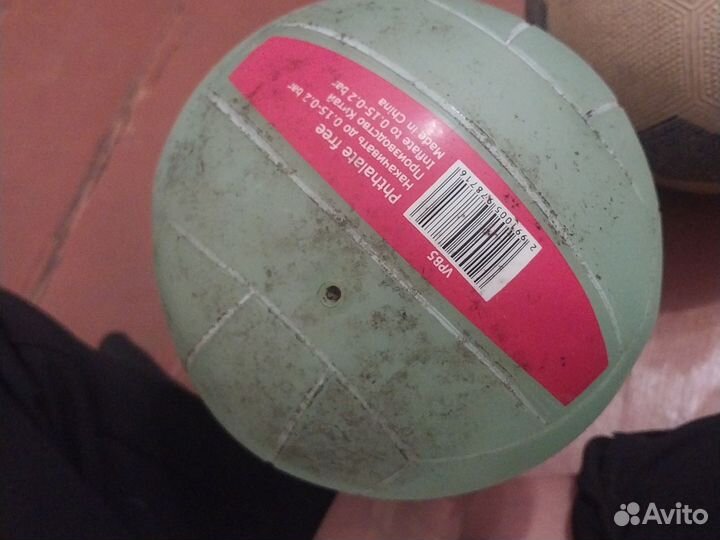 Phthalate free
Накачивать до 0.15-0.2 bar
Производство Китай
Inflate to 0.15-0.2 bar
Made in China
VPB5
Avito